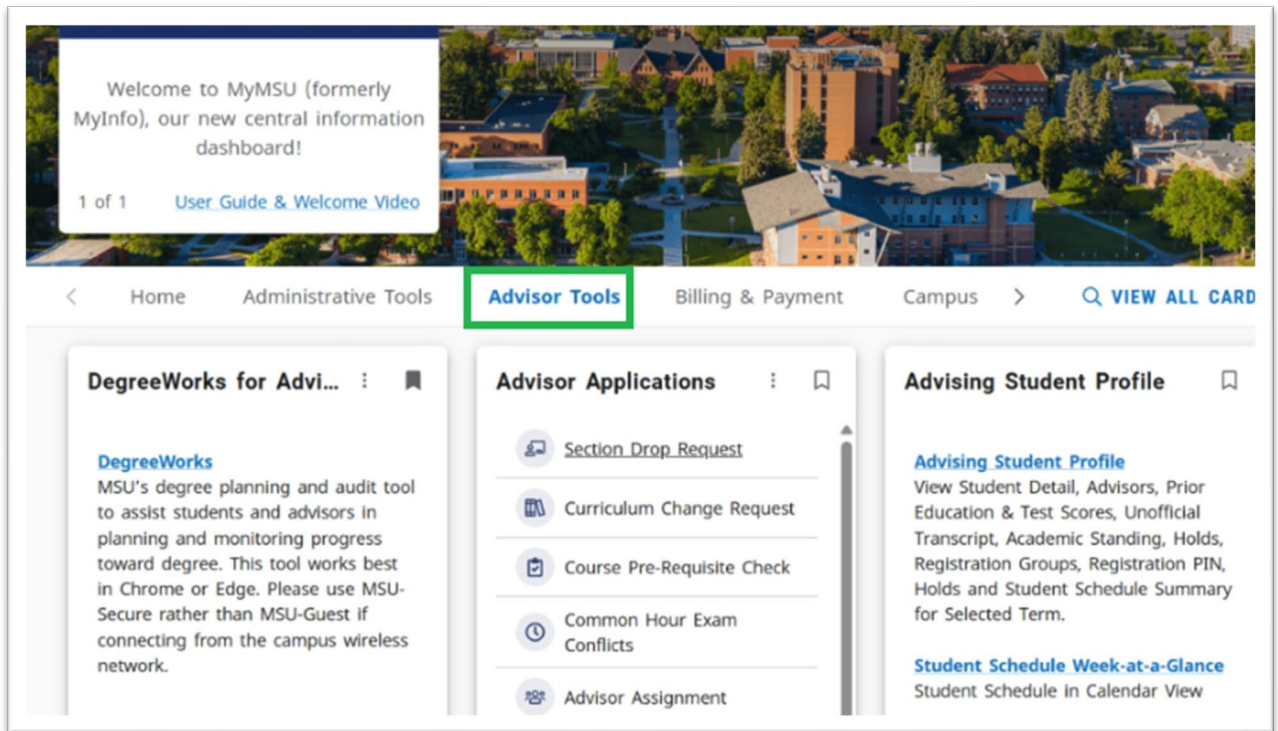 Welcome to MyMSU (formerly
MyInfo), our new central information
dashboard!
1 of 1 User Guide & Welcome Video
Home Administrative Tools Advisor Tools Billing & Payment Campus VIEW ALL CARD
DegreeWorks for Advi...
DegreeWorks
MSU's degree planning and audit tool
to assist students and advisors in
planning and monitoring progress
toward degree. This tool works best
in Chrome or Edge. Please use MSU-
Secure rather than MSU-Guest if
connecting from the campus wireless
network.
Advisor Applications
Section Drop Request
Curriculum Change Request
Course Pre-Requisite Check
Common Hour Exam
Conflicts
Advisor Assignment
Advising Student Profile
Advising Student Profile
View Student Detail, Advisors, Prior
Education & Test Scores, Unofficial
Transcript, Academic Standing, Holds,
Registration Groups, Registration PIN,
Holds and Student Schedule Summary
for Selected Term.
Student Schedule Week-at-a-Glance
Student Schedule in Calendar View